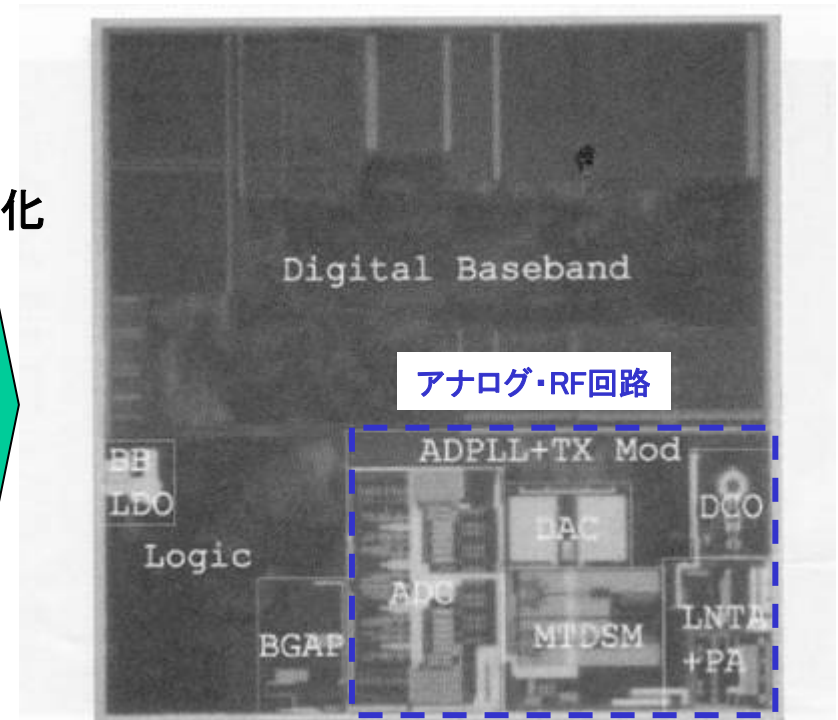 化
Digital Baseband
アナログ・RF回路
ADPLL+TX Mod
BB
LDO
DCO
DAC
Logic
ADC
LNTA
BGAP
MTDSM
+PA